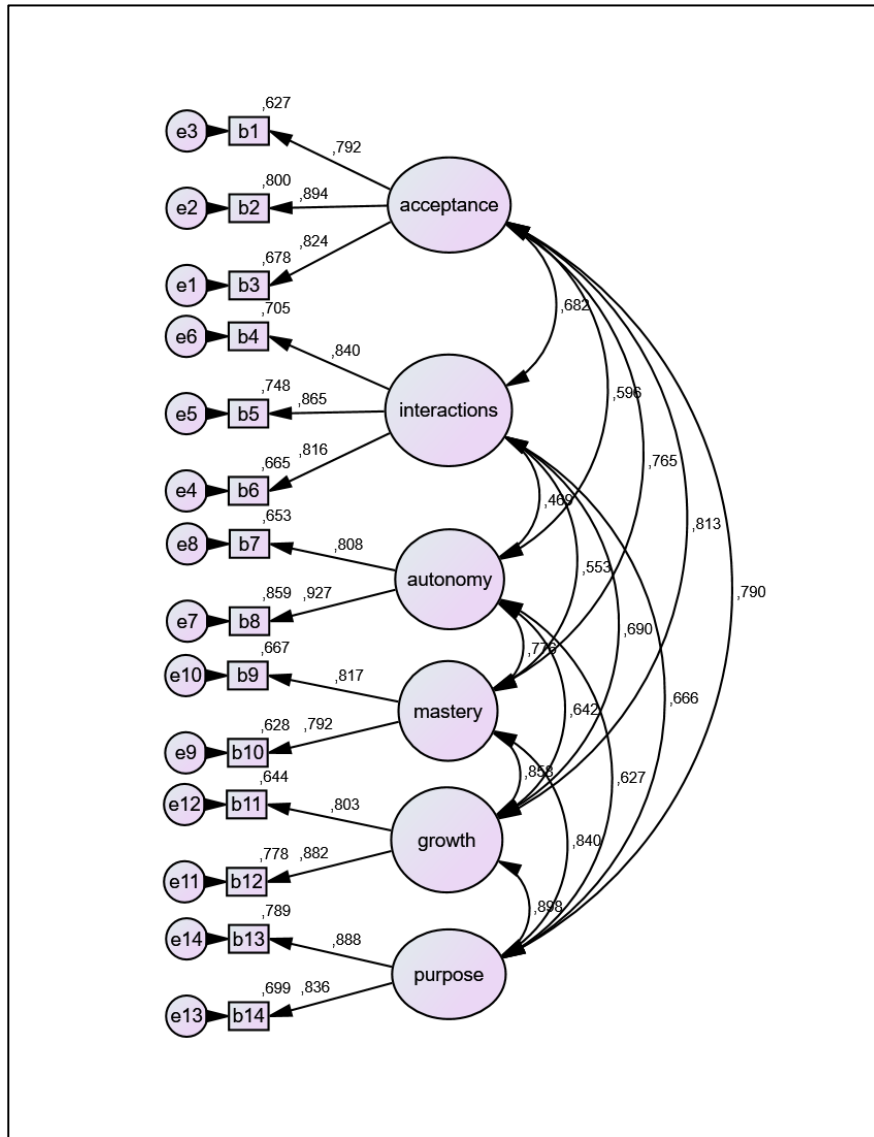 ,627
e3
b1
,792
,800
,894
e2
b2
acceptance
,824
,678
e1
b3
,705
,682
e6
b4
,840
,748
,865
,596
e5
b5
interactions
,816
,765
,665
e4
b6
,469
,653
,813
e8
b7
,808
,553
autonomy
,859
,927
,790
e7
b8
,690
,667
e10
b9
,817
,642
,666
mastery
,628
,792
e9
b10
,858
,627
,644
e12
b11
,803
growth
,840
,778
,882
e11
b12
,898
,789
e14
b13
,888
purpose
,699
,836
e13
b14